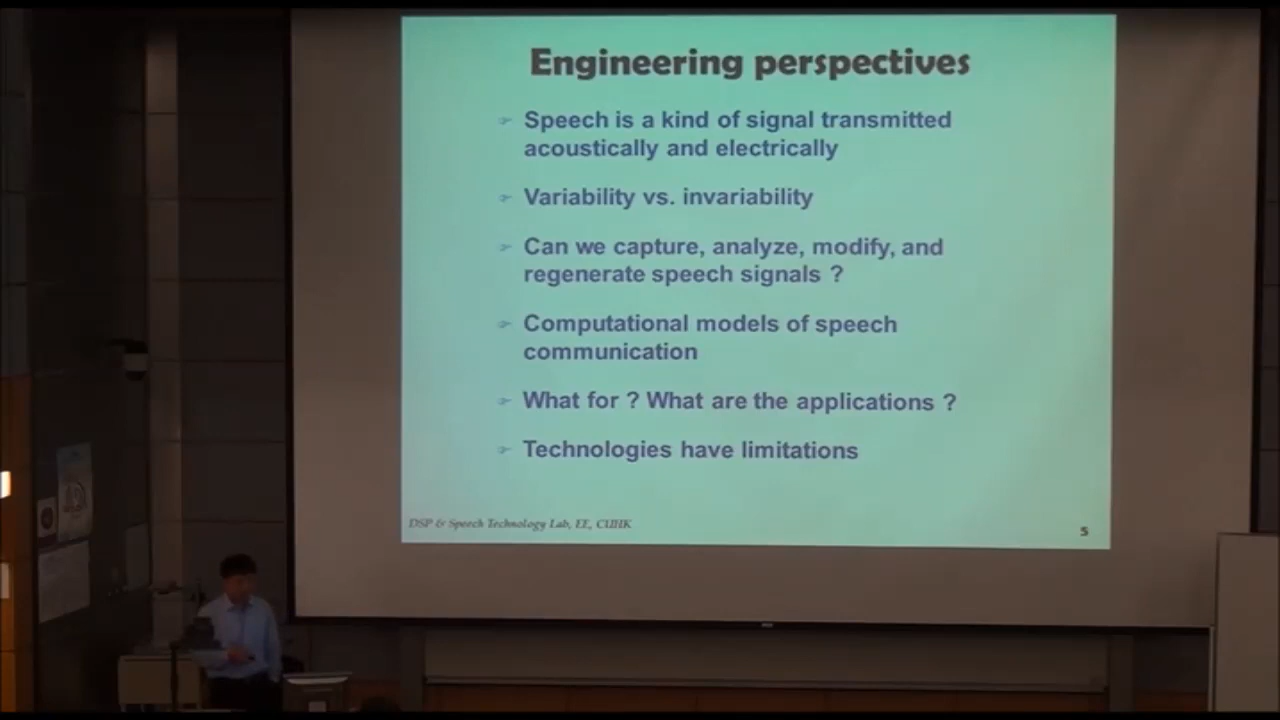 Engineering perspectives
Speech is a kind of signal transmitted
acoustically and electrically
Variability vs. invariability
Can we capture, analyze, modify, and
regenerate speech signals ?
Computational models of speech
communication
What for ? What are the applications ?
Technologies have limitations
DSP & Speech Technology Lab, EE, CUHK
5